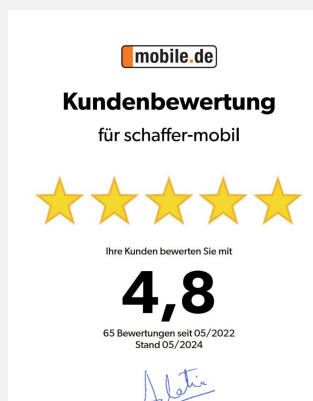 mobile.de
Kundenbewertung
für schaffer-mobil
Ihre Kunden bewerten Sie mit
4,8
65 Bewertungen seit 05/2022
Stand 05/2024